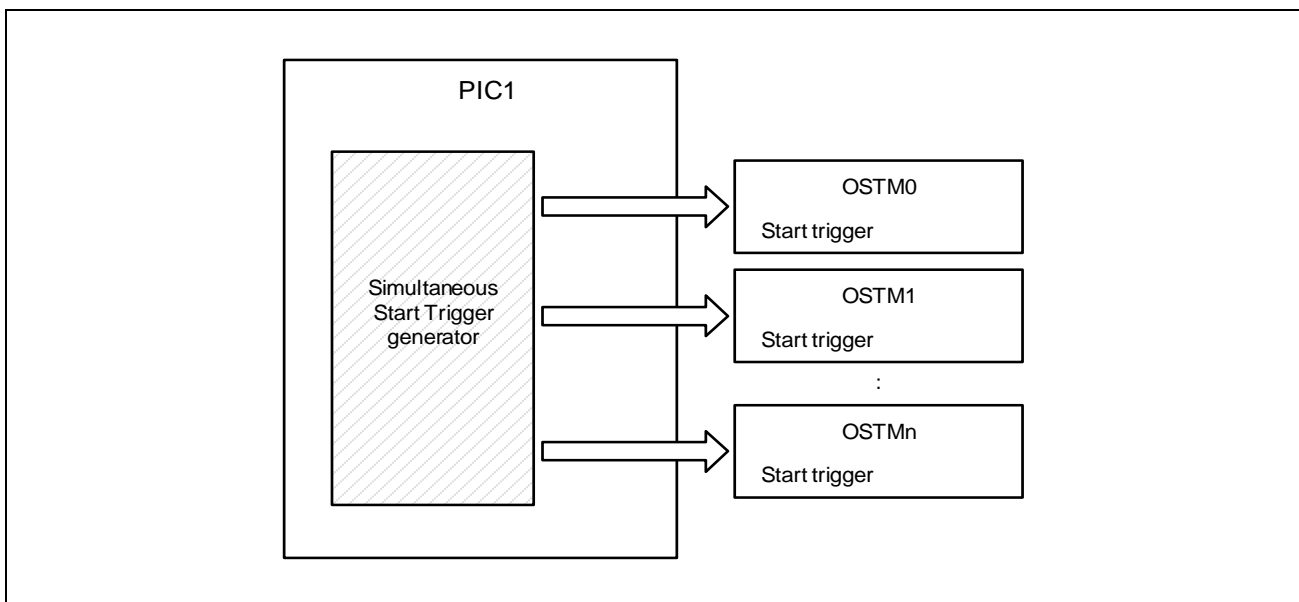 PIC1
Simultaneous
Start Trigger
generator
OSTM0
Start trigger
OSTM1
Start trigger
:
OSTMn
Start trigger